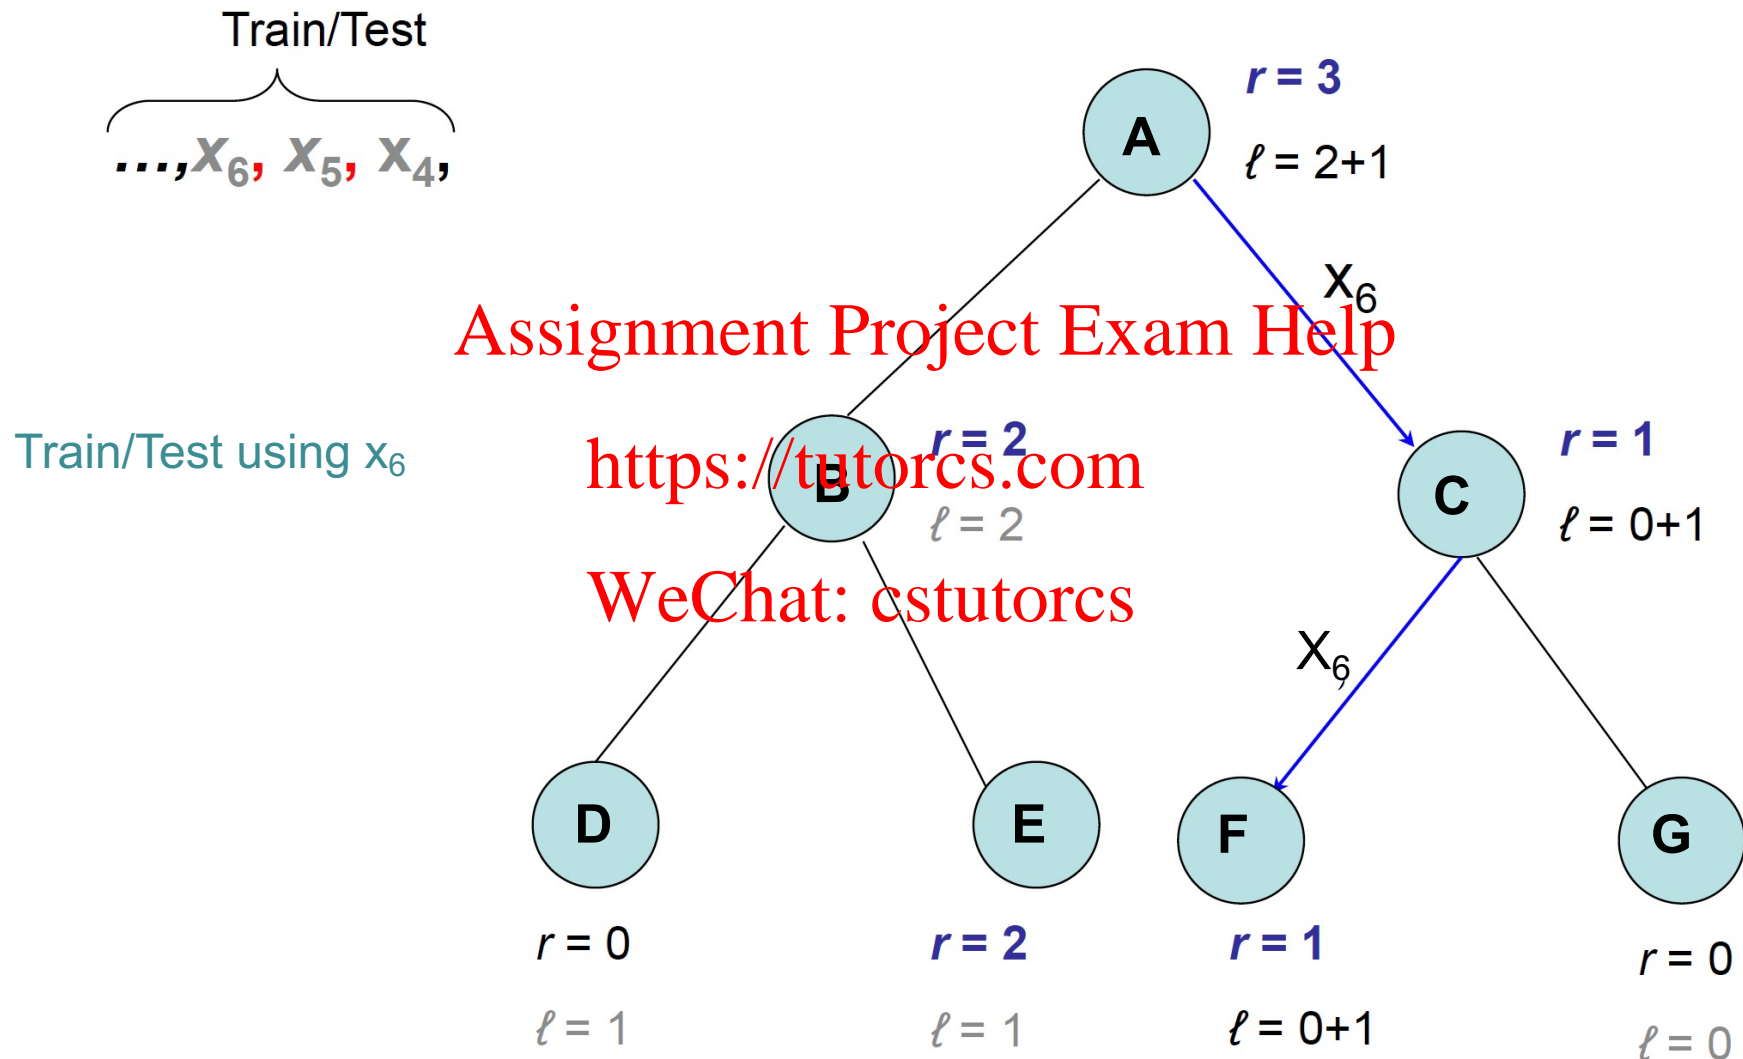 Train/Test
...,x6, x5, x4,
A
r = 3
ℓ = 2+1
x6
Assignment Project Exam Help
Train/Test using x6
B
r = 2
ℓ = 2
https://tutorcs.com
C
r = 1
ℓ = 0+1
WeChat: cstutorcs
X6,
D
E
F
G
r = 0
r = 2
r = 1
r = 0
ℓ = 1
ℓ = 1
ℓ = 0+1
ℓ = 0